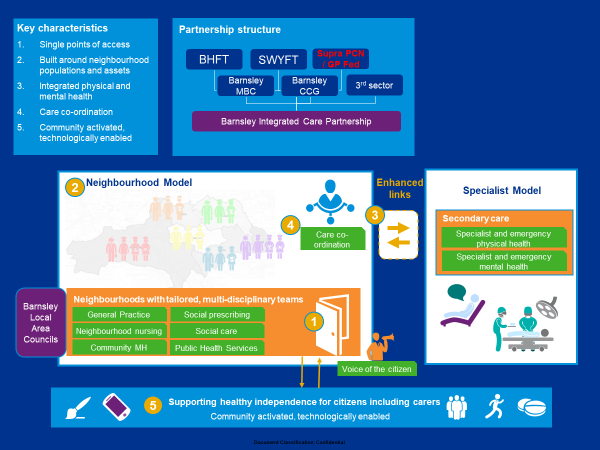 Key characteristics
1. Single points of access
2. Built around neighbourhood
populations and assets
3. Integrated physical and
mental health
4. Care co-ordination
5. Community activated,
technologically enabled
Partnership structure
BHFT
SWYFT
Supra PCN
/ GP Fed
Barnsley
MBC
Barnsley
CCG
3rd sector
Barnsley Integrated Care Partnership
2
Neighbourhood Model
4
Care co-
ordination
Enhanced
links
3
Specialist Model
Secondary care
Specialist and emergency
physical health
Specialist and emergency
mental health
Barnsley
Local
Area
Councils
Neighbourhoods with tailored, multi-disciplinary teams
General Practice
Social prescribing
Neighbourhood nursing
Social care
Community MH
Public Health Services
1
Voice of the citizen
5
Supporting healthy independence for citizens including carers
Community activated, technologically enabled
Document Classification: Confidential